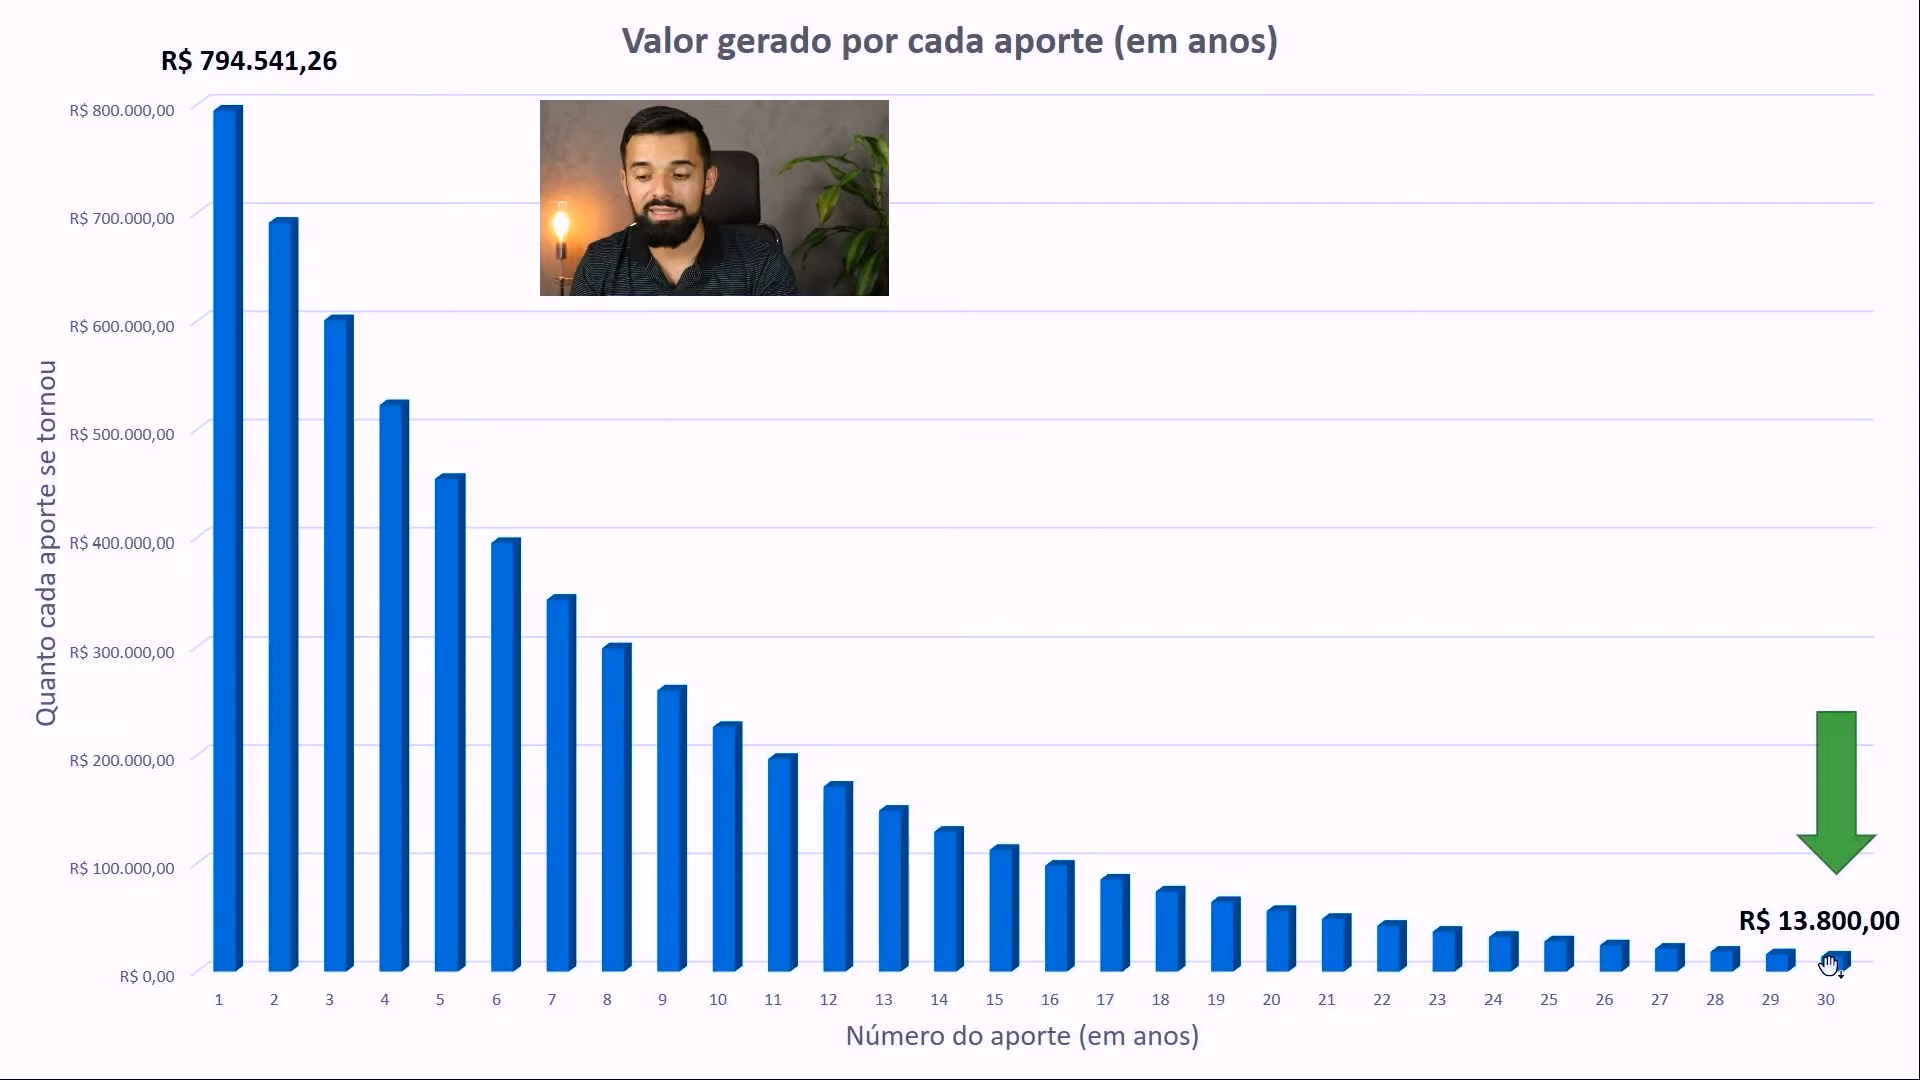 Valor gerado por cada aporte (em anos)
R$ 794.541,26
R$ 800.000,00
R$ 700.000,00
R$ 600.000,00
R$ 500.000,00
R$ 400.000,00
R$ 300.000,00
R$ 200.000,00
R$ 100.000,00
R$ 0,00
Quanto cada aporte se tornou
R$ 13.800,00
1 2 3 4 5 6 7 8 9 10 11 12 13 14 15 16 17 18 19 20 21 22 23 24 25 26 27 28 29 30
Número do aporte (em anos)